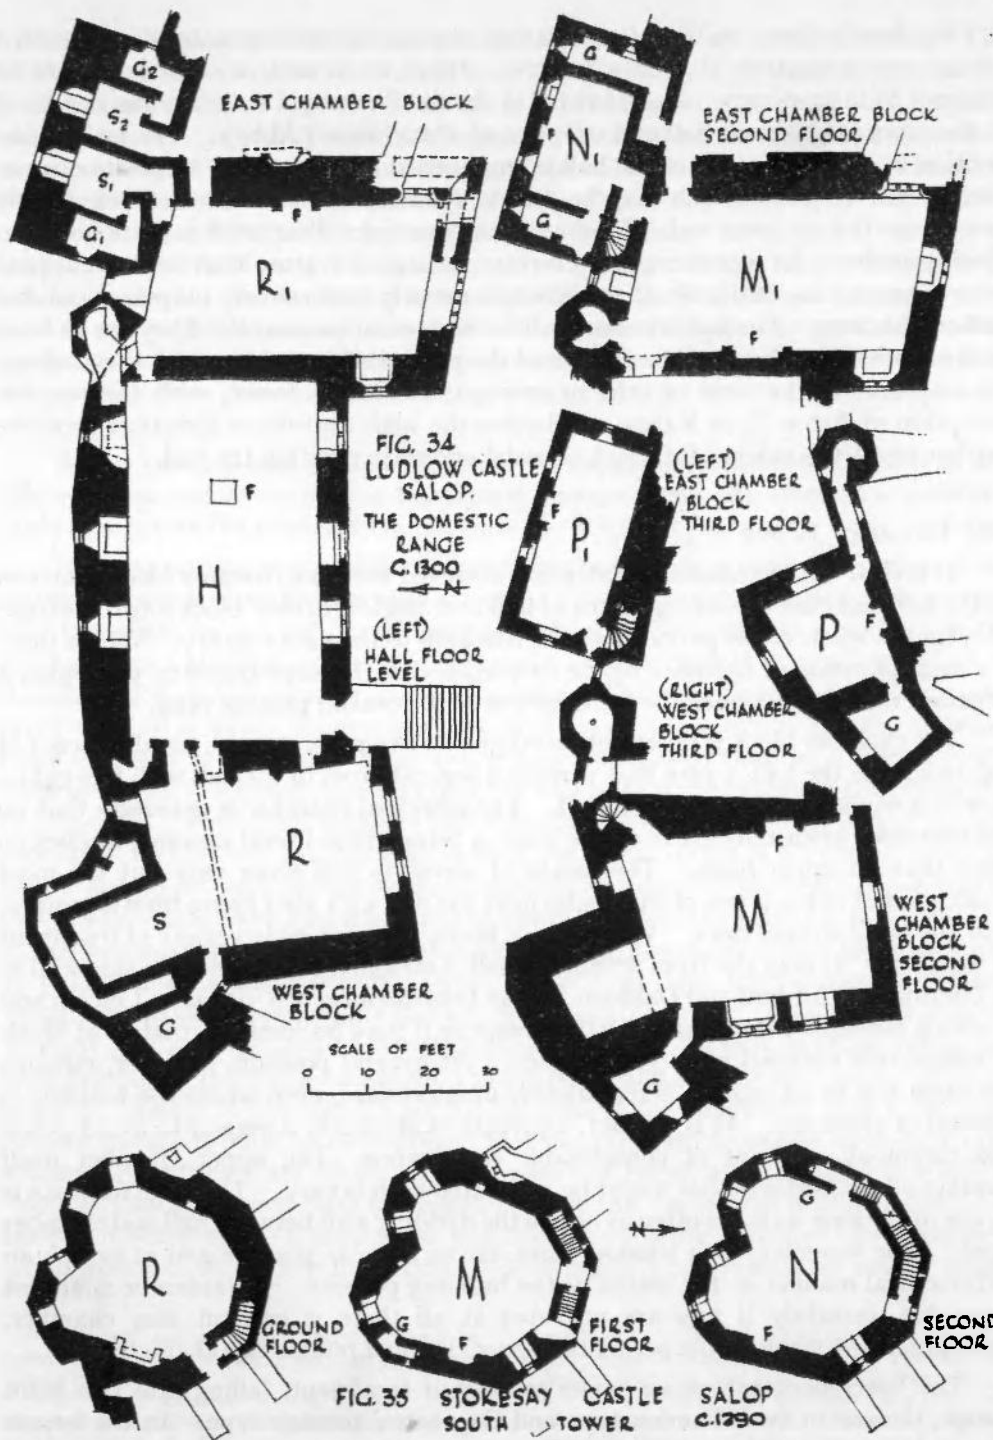 G2
S2
S1
G1
EAST CHAMBER BLOCK
F
R1
G
F
N1
G
EAST CHAMBER BLOCK
SECOND FLOOR
M1
F
FIG. 34
LUDLOW CASTLE
SALOP.
THE DOMESTIC
RANGE
C.1300
N
(LEFT)
HALL FLOOR
LEVEL
F
H
F
P1
(LEFT)
EAST CHAMBER
BLOCK
THIRD FLOOR
P
F
G
(RIGHT)
WEST CHAMBER
BLOCK
THIRD FLOOR
R
S
G
WEST CHAMBER
BLOCK
F
M
G
WEST
CHAMBER
BLOCK
SECOND
FLOOR
SCALE OF FEET
0 10 20 30
D
GROUND
FLOOR
M
G
FIRST
FLOOR
G
N
F
SECOND
FLOOR
FIG. 35 STOKESAY CASTLE SALOP
SOUTH TOWER C.1290